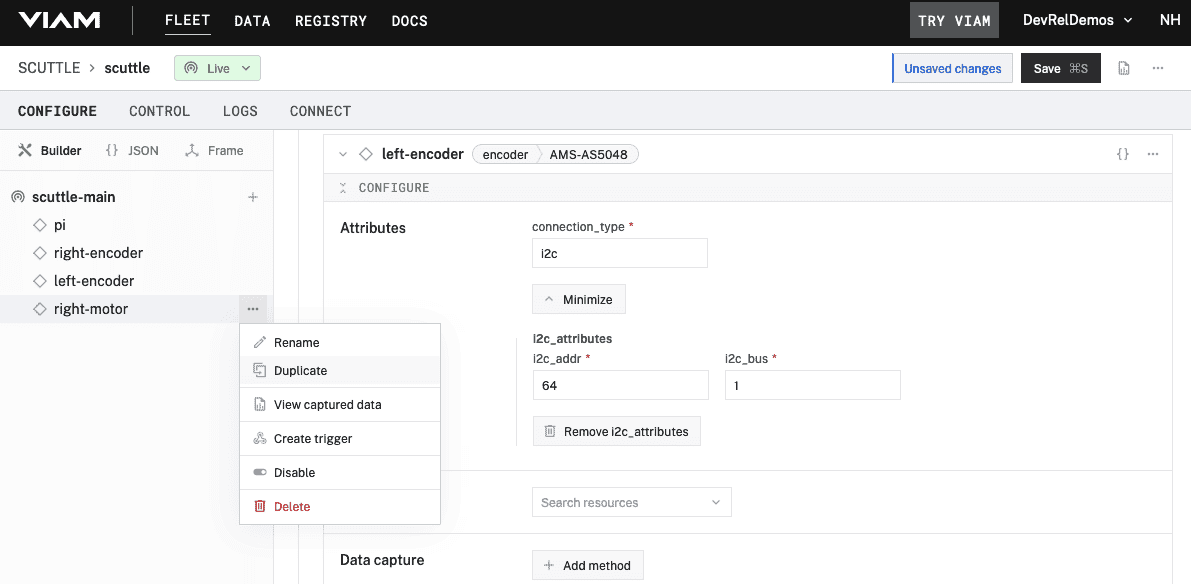 VIAM FLEET DATA REGISTRY DOCS TRY VIAM DevRelDemos NH
SCUTTLE > scuttle Live Unsaved changes Save ⌘S
CONFIGURE CONTROL LOGS CONNECT
Builder {} JSON Frame
scuttle-main +
pi
right-encoder
left-encoder
right-motor ...
Rename
Duplicate
View captured data
Create trigger
Disable
Delete
left-encoder encoder AMS-AS5048 {} ...
CONFIGURE
Attributes
connection_type *
i2c
Minimize
i2c_attributes
i2c_addr * i2c_bus *
64 1
Remove i2c_attributes
Search resources
Data capture
+ Add method